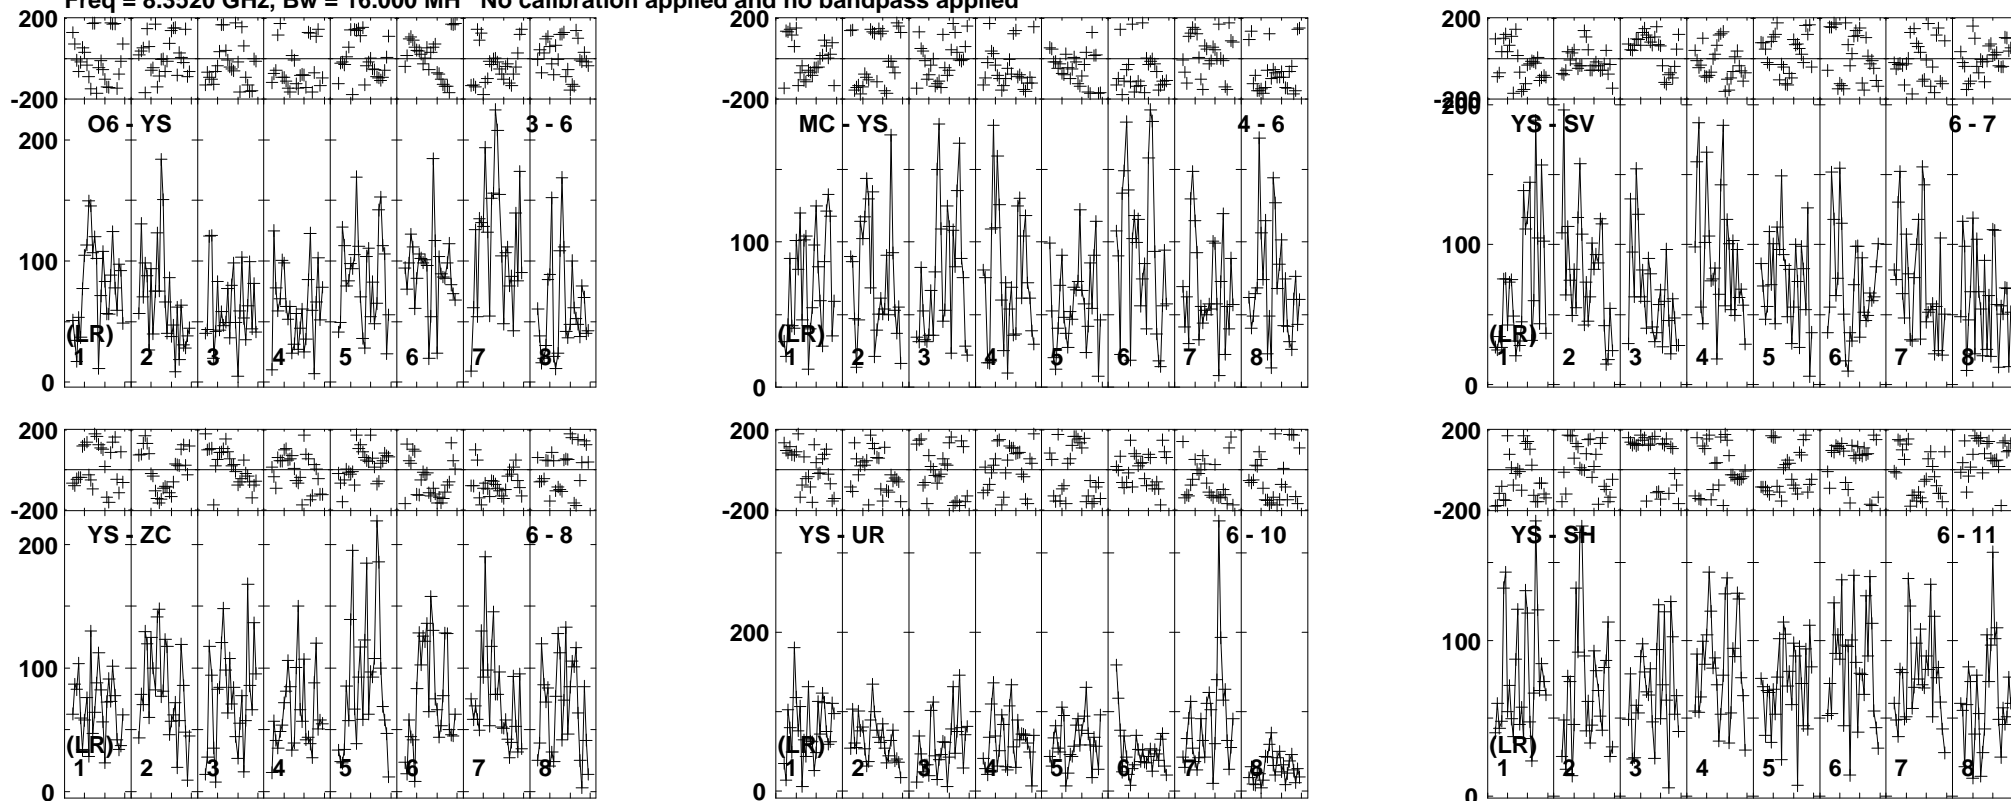 Freq = 8.3520 GHz, Bw = 16.000 MH No calibration applied and no bandpass applied
200
-200
O6 - YS 3 - 6
200
100
0
(LR)
1 2 3 4 5 6 7 8
200
-200
MC - YS 4 - 6
100
0
(LR)
1 2 3 4 5 6 7 8
200
-200
200
YS - SV 6 - 7
100
0
(LR)
1 2 3 4 5 6 7 8
200
-200
YS - ZC 6 - 8
200
100
0
(LR)
1 2 3 4 5 6 7 8
200
-200
YS - UR 6 - 10
200
0
(LR)
1 2 3 4 5 6 7 8
200
-200
YS - SH 6 - 11
100
0
(LR)
1 2 3 4 5 6 7 8